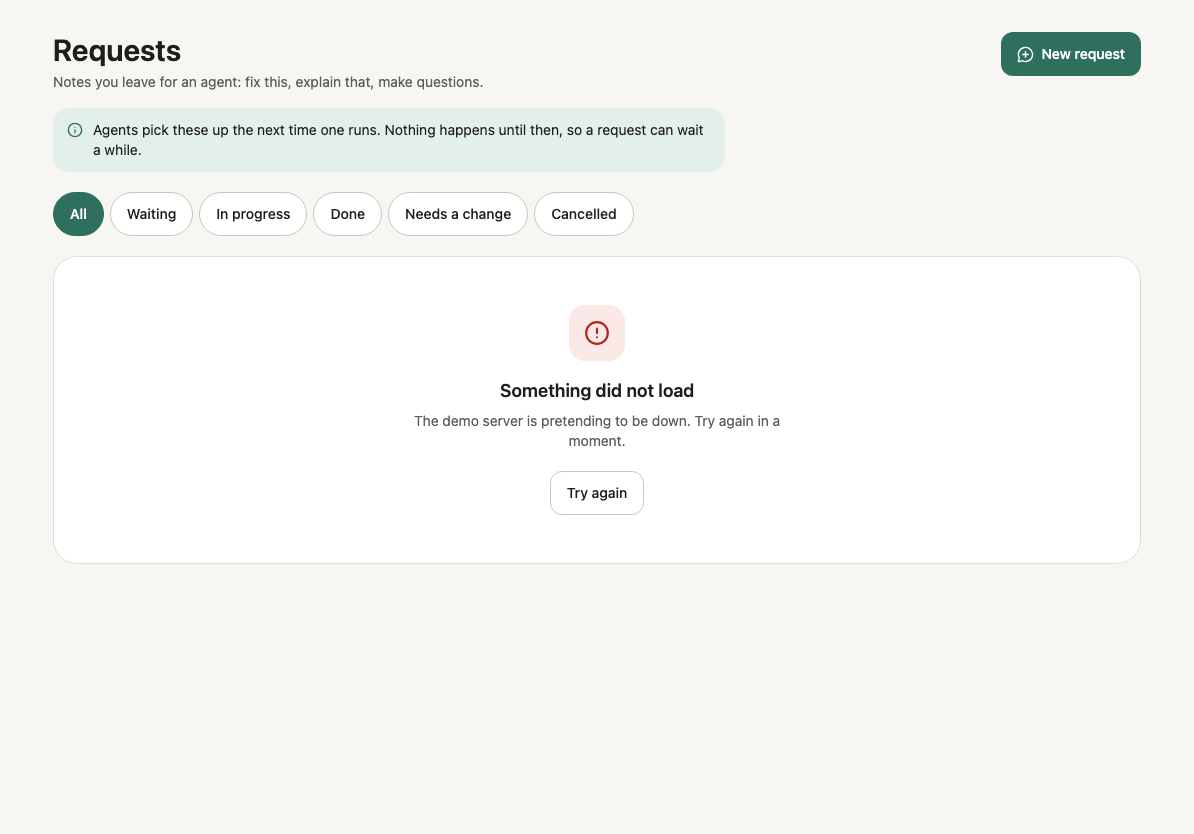 Requests
New request
Notes you leave for an agent: fix this, explain that, make questions.
Agents pick these up the next time one runs. Nothing happens until then, so a request can wait
a while.
All
Waiting
In progress
Done
Needs a change
Cancelled
Something did not load
The demo server is pretending to be down. Try again in a
moment.
Try again